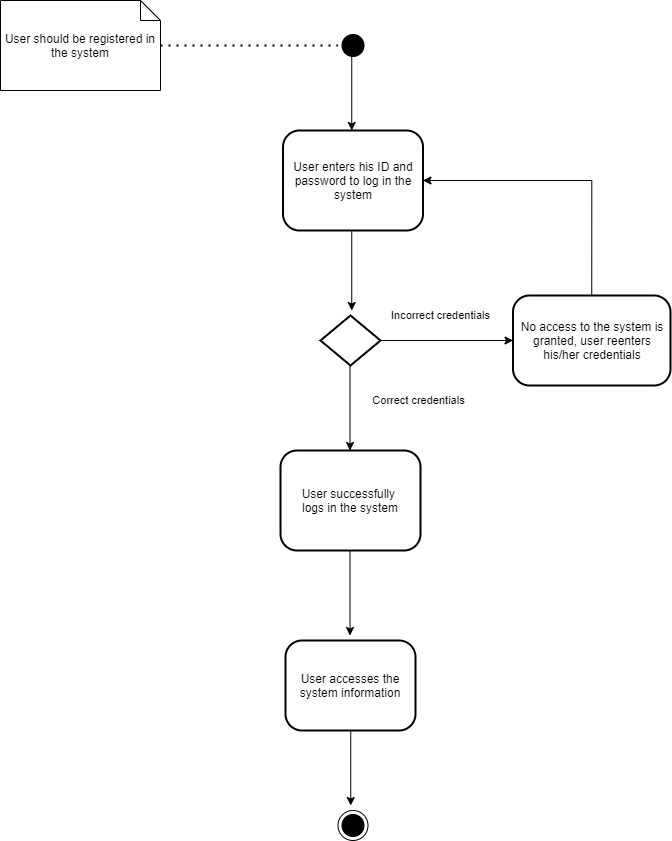 User should be registered in
the system
User enters his ID and
password to log in the
system
Incorrect credentials
No access to the system is
granted, user reenters
his/her credentials
Correct credentials
User successfully
logs in the system
User accesses the
system information